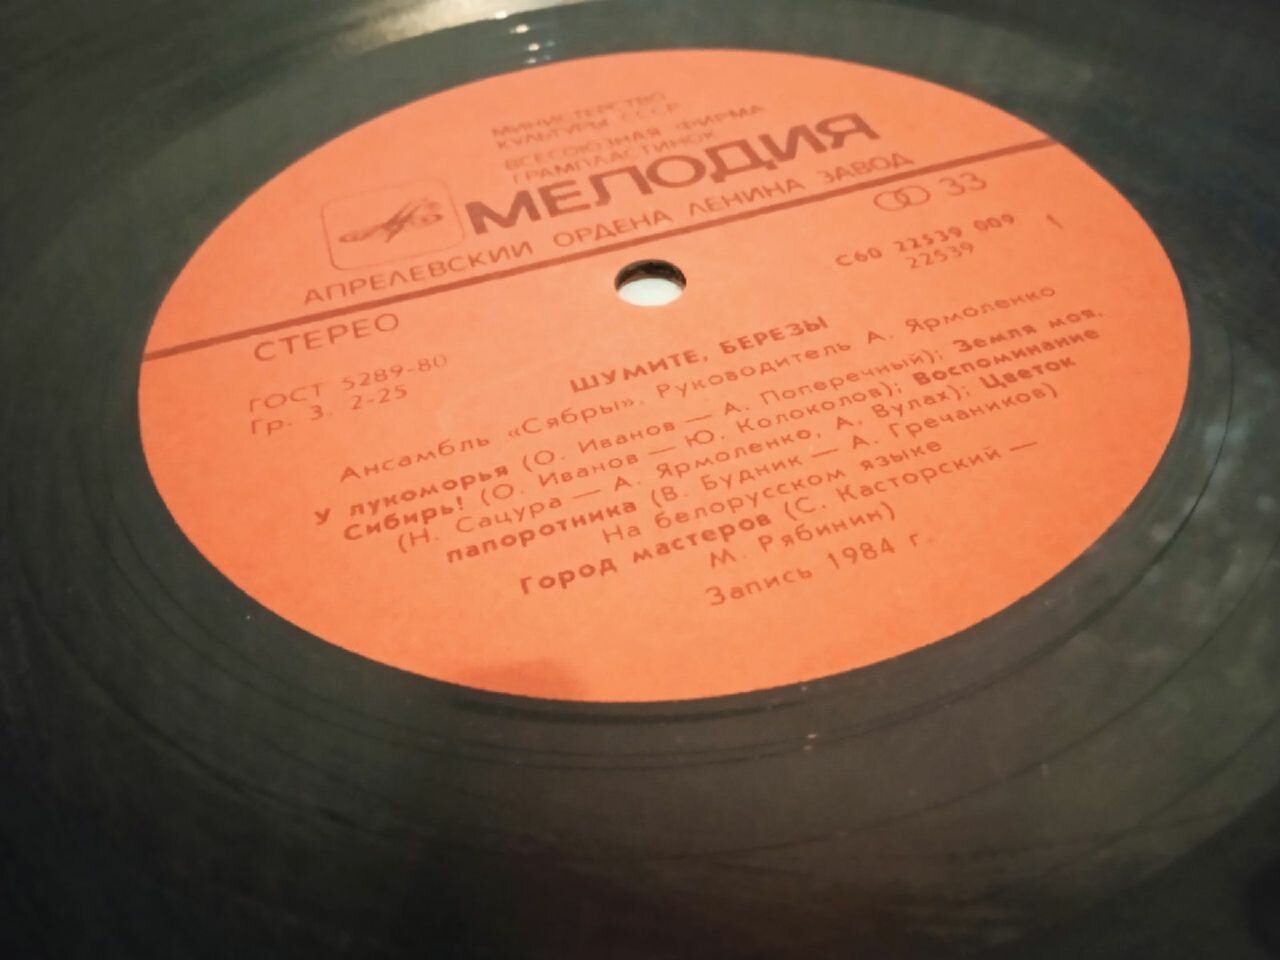 МИНИСТЕРСТВО
КУЛЬТУРЫ СССР
ВСЕСОЮЗНАЯ ФИРМА
ГРАМПЛАСТИНОК
МЕЛОДИЯ
АПРЕЛЕВСКИЙ ОРДЕНА ЛЕНИНА ЗАВОД
СТЕРЕО
33
ГОСТ 5289-80
Гр. 3. 2-25
С60 22539 009
22539
1
ШУМИТЕ, БЕРЕЗЫ
Ансамбль «Сябры». Руководитель А. Ярмоленко
У лукоморья (О. Иванов — А. Поперечный); Земля моя,
Сибирь! (О. Иванов — Ю. Колоколов); Воспоминание
(Н. Сацура — А. Ярмоленко, А. Вулах); Цветок
папоротника (В. Будник — А. Гречаников)
На белорусском языке
Город мастеров (С. Касторский —
М. Рябинин)
Запись 1984 г.